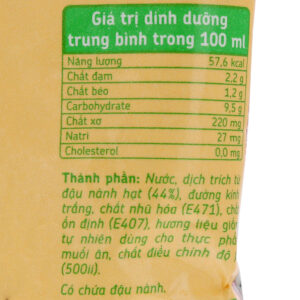 Giá trị dinh dưỡng
trung bình trong 100 ml
Năng lượng 57,6 kcal
Chất đạm 2,2 g
Chất béo 1,2 g
Carbohydrate 9,5 g
Chất xơ 220 mg
Natri 27 mg
Cholesterol 0,0 mg
Thành phần: Nước, dịch trích từ
đậu nành hạt (44%), đường kính
trắng, chất nhũ hóa (E471), chất
ổn định (E407), hương liệu giống
tự nhiên dùng cho thực phẩm,
muối ăn, chất điều chỉnh độ
(500ii)
Có chứa đậu nành.